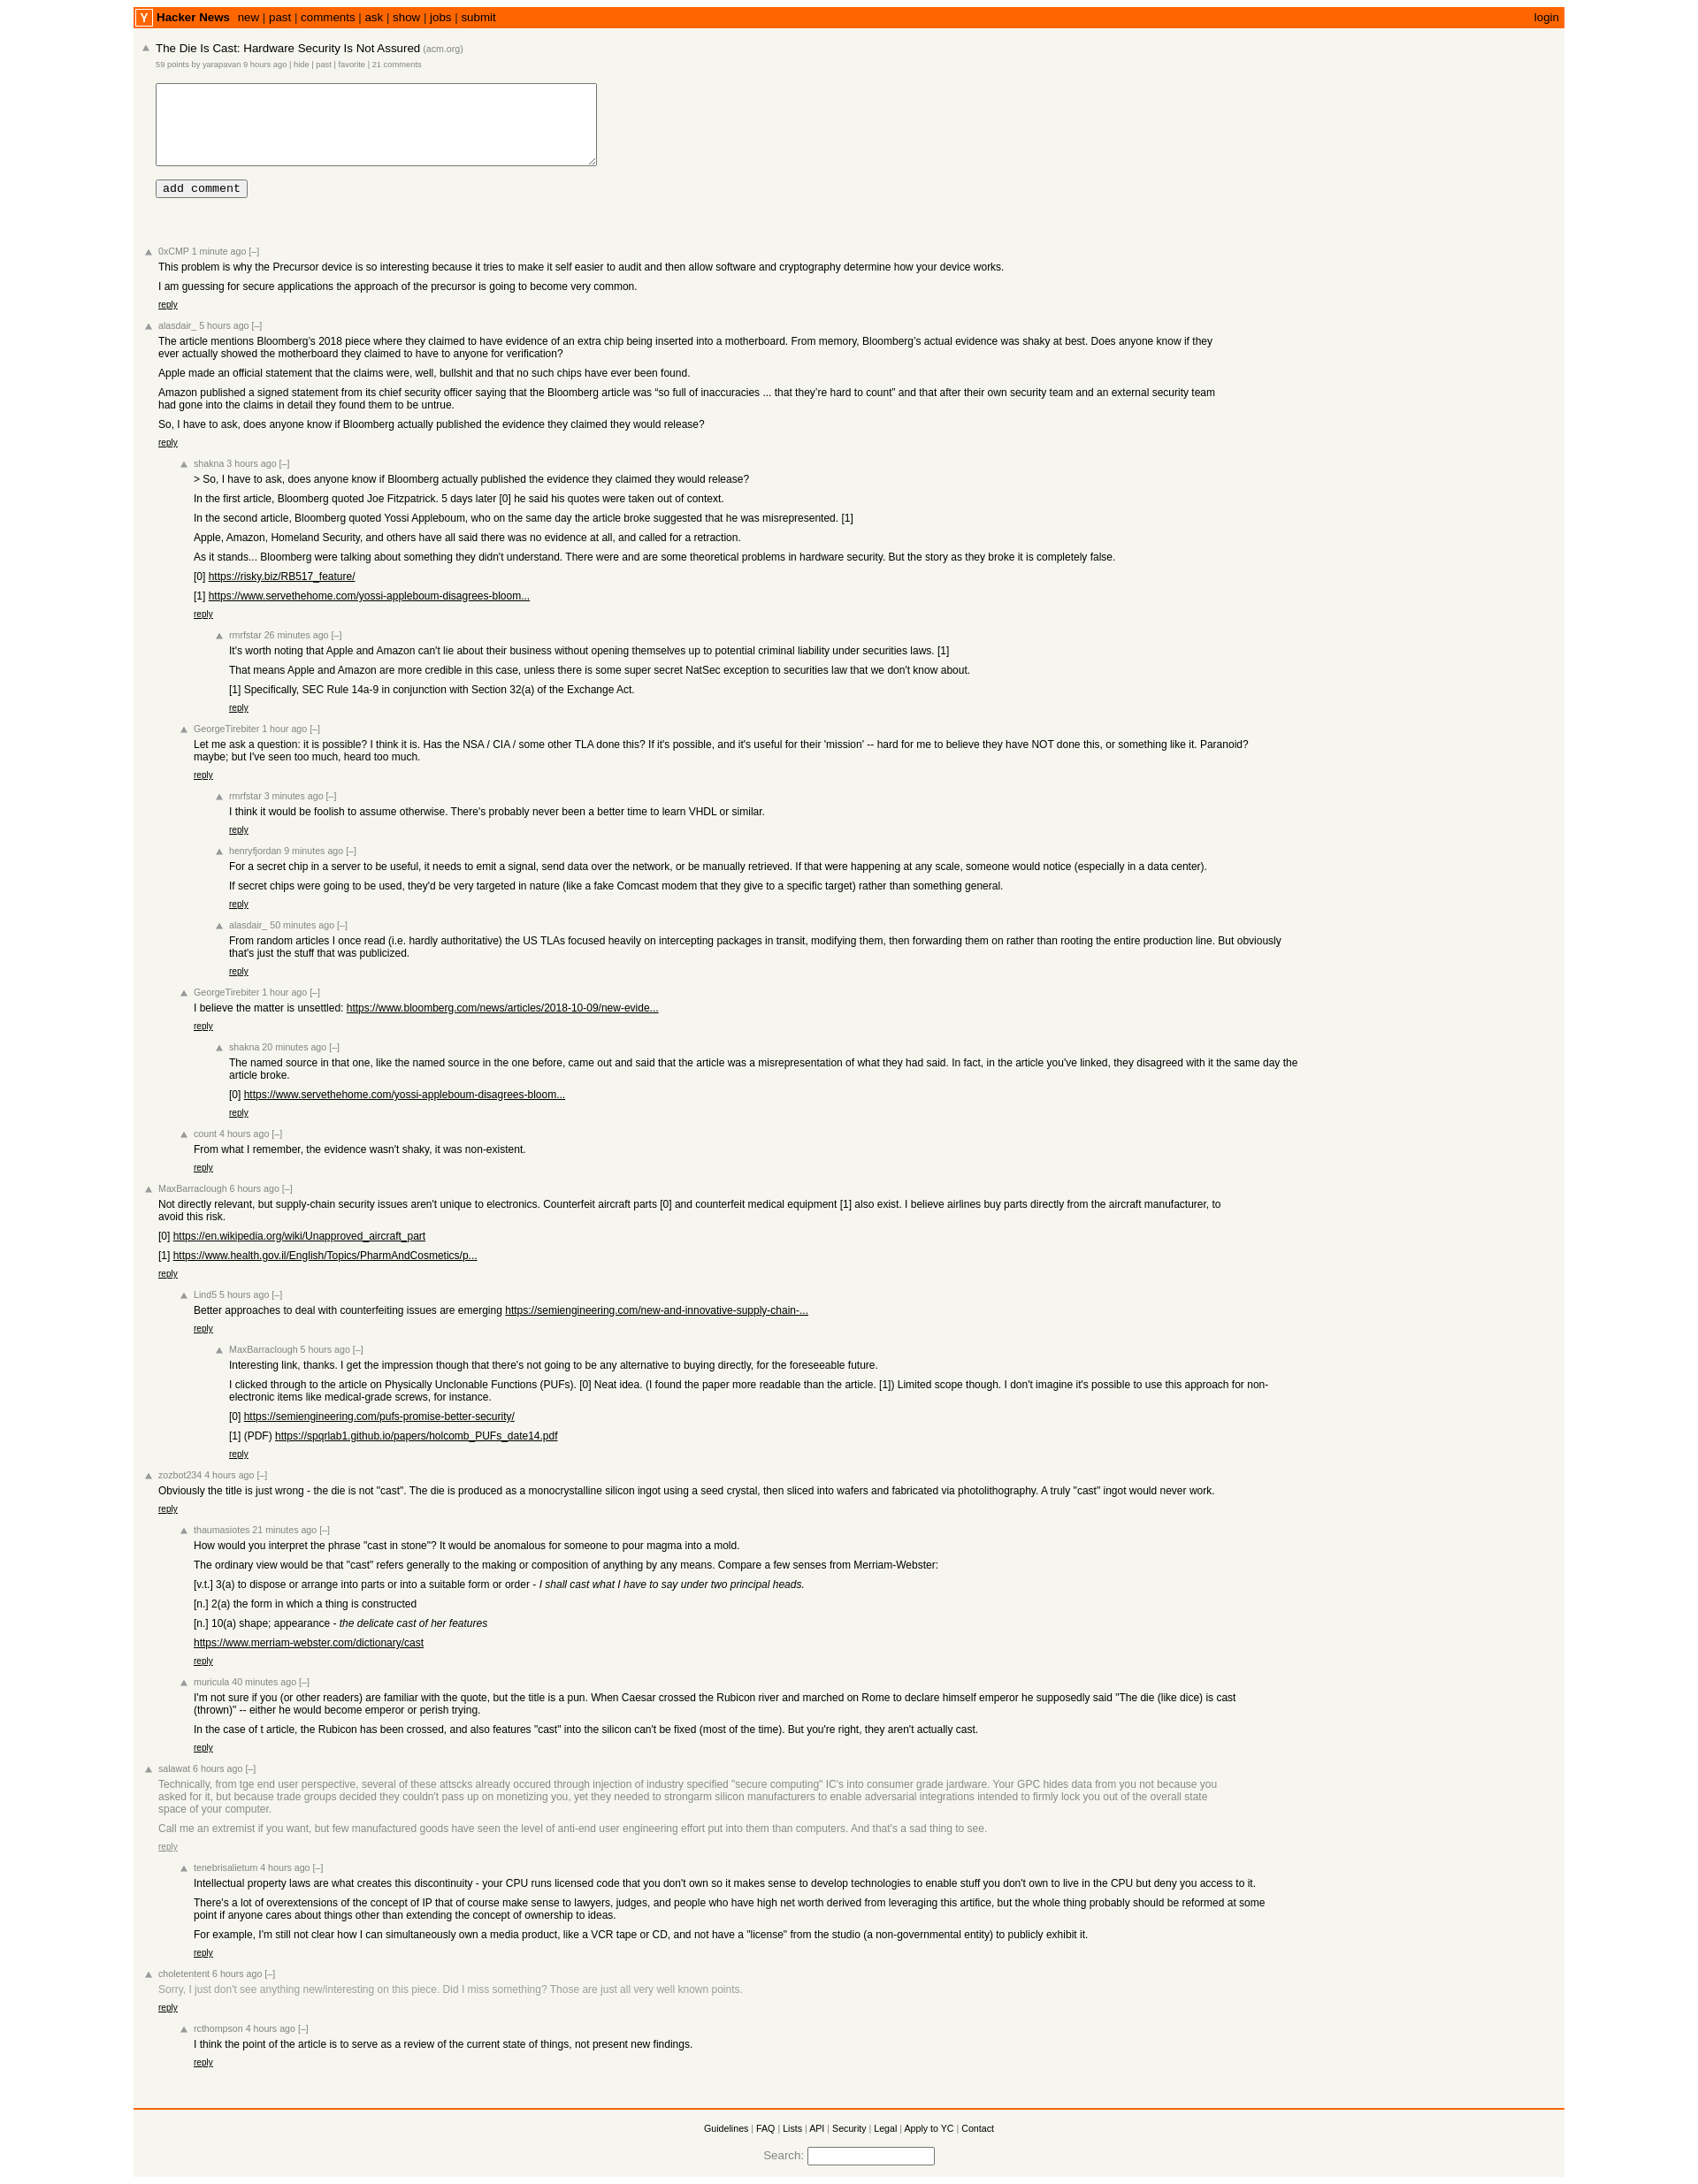 Y Hacker News new | past | comments | ask | show | jobs | submit login
The Die Is Cast: Hardware Security Is Not Assured (acm.org)
59 points by yarapavan 9 hours ago | hide | past | favorite | 21 comments
add comment
0xCMP 1 minute ago [–]
This problem is why the Precursor device is so interesting because it tries to make it self easier to audit and then allow software and cryptography determine how your device works.
I am guessing for secure applications the approach of the precursor is going to become very common.
reply
alasdair_ 5 hours ago [–]
The article mentions Bloomberg's 2018 piece where they claimed to have evidence of an extra chip being inserted into a motherboard. From memory, Bloomberg's actual evidence was shaky at best. Does anyone know if they
ever actually showed the motherboard they claimed to have to anyone for verification?
Apple made an official statement that the claims were, well, bullshit and that no such chips have ever been found.
Amazon published a signed statement from its chief security officer saying that the Bloomberg article was “so full of inaccuracies ... that they’re hard to count” and that after their own security team and an external security team
had gone into the claims in detail they found them to be untrue.
So, I have to ask, does anyone know if Bloomberg actually published the evidence they claimed they would release?
reply
shakna 3 hours ago [–]
> So, I have to ask, does anyone know if Bloomberg actually published the evidence they claimed they would release?
In the first article, Bloomberg quoted Joe Fitzpatrick. 5 days later [0] he said his quotes were taken out of context.
In the second article, Bloomberg quoted Yossi Appleboum, who on the same day the article broke suggested that he was misrepresented. [1]
Apple, Amazon, Homeland Security, and others have all said there was no evidence at all, and called for a retraction.
As it stands... Bloomberg were talking about something they didn't understand. There were and are some theoretical problems in hardware security. But the story as they broke it is completely false.
[0] https://risky.biz/RB517_feature/
[1] https://www.servethehome.com/yossi-appleboum-disagrees-bloom...
reply
rmrfstar 26 minutes ago [–]
It's worth noting that Apple and Amazon can't lie about their business without opening themselves up to potential criminal liability under securities laws. [1]
That means Apple and Amazon are more credible in this case, unless there is some super secret NatSec exception to securities law that we don't know about.
[1] Specifically, SEC Rule 14a-9 in conjunction with Section 32(a) of the Exchange Act.
reply
GeorgeTirebiter 1 hour ago [–]
Let me ask a question: it is possible? I think it is. Has the NSA / CIA / some other TLA done this? If it's possible, and it's useful for their 'mission' -- hard for me to believe they have NOT done this, or something like it. Paranoid?
maybe; but I've seen too much, heard too much.
reply
rmrfstar 3 minutes ago [–]
I think it would be foolish to assume otherwise. There's probably never been a better time to learn VHDL or similar.
reply
henryfjordan 9 minutes ago [–]
For a secret chip in a server to be useful, it needs to emit a signal, send data over the network, or be manually retrieved. If that were happening at any scale, someone would notice (especially in a data center).
If secret chips were going to be used, they'd be very targeted in nature (like a fake Comcast modem that they give to a specific target) rather than something general.
reply
alasdair_ 50 minutes ago [–]
From random articles I once read (i.e. hardly authoritative) the US TLAs focused heavily on intercepting packages in transit, modifying them, then forwarding them on rather than rooting the entire production line. But obviously
that's just the stuff that was publicized.
reply
GeorgeTirebiter 1 hour ago [–]
I believe the matter is unsettled: https://www.bloomberg.com/news/articles/2018-10-09/new-evide...
reply
shakna 20 minutes ago [–]
The named source in that one, like the named source in the one before, came out and said that the article was a misrepresentation of what they had said. In fact, in the article you've linked, they disagreed with it the same day the
article broke.
[0] https://www.servethehome.com/yossi-appleboum-disagrees-bloom...
reply
count 4 hours ago [–]
From what I remember, the evidence wasn't shaky, it was non-existent.
reply
MaxBarraclough 6 hours ago [–]
Not directly relevant, but supply-chain security issues aren't unique to electronics. Counterfeit aircraft parts [0] and counterfeit medical equipment [1] also exist. I believe airlines buy parts directly from the aircraft manufacturer, to
avoid this risk.
[0] https://en.wikipedia.org/wiki/Unapproved_aircraft_part
[1] https://www.health.gov.il/English/Topics/PharmAndCosmetics/p...
reply
Lind5 5 hours ago [–]
Better approaches to deal with counterfeiting issues are emerging https://semiengineering.com/new-and-innovative-supply-chain-...
reply
MaxBarraclough 5 hours ago [–]
Interesting link, thanks. I get the impression though that there's not going to be any alternative to buying directly, for the foreseeable future.
I clicked through to the article on Physically Unclonable Functions (PUFs). [0] Neat idea. (I found the paper more readable than the article. [1]) Limited scope though. I don't imagine it's possible to use this approach for non-
electronic items like medical-grade screws, for instance.
[0] https://semiengineering.com/pufs-promise-better-security/
[1] (PDF) https://spqrlab1.github.io/papers/holcomb_PUFs_date14.pdf
reply
zozbot234 4 hours ago [–]
Obviously the title is just wrong - the die is not "cast". The die is produced as a monocrystalline silicon ingot using a seed crystal, then sliced into wafers and fabricated via photolithography. A truly "cast" ingot would never work.
reply
thaumasiotes 21 minutes ago [–]
How would you interpret the phrase "cast in stone"? It would be anomalous for someone to pour magma into a mold.
The ordinary view would be that "cast" refers generally to the making or composition of anything by any means. Compare a few senses from Merriam-Webster:
[v.t.] 3(a) to dispose or arrange into parts or into a suitable form or order - I shall cast what I have to say under two principal heads.
[n.] 2(a) the form in which a thing is constructed
[n.] 10(a) shape; appearance - the delicate cast of her features
https://www.merriam-webster.com/dictionary/cast
reply
muricula 40 minutes ago [–]
I'm not sure if you (or other readers) are familiar with the quote, but the title is a pun. When Caesar crossed the Rubicon river and marched on Rome to declare himself emperor he supposedly said "The die (like dice) is cast
(thrown)" -- either he would become emperor or perish trying.
In the case of t article, the Rubicon has been crossed, and also features "cast" into the silicon can't be fixed (most of the time). But you're right, they aren't actually cast.
reply
salawat 6 hours ago [–]
Technically, from tge end user perspective, several of these attscks already occured through injection of industry specified "secure computing" IC's into consumer grade jardware. Your GPC hides data from you not because you
asked for it, but because trade groups decided they couldn't pass up on monetizing you, yet they needed to strongarm silicon manufacturers to enable adversarial integrations intended to firmly lock you out of the overall state
space of your computer.
Call me an extremist if you want, but few manufactured goods have seen the level of anti-end user engineering effort put into them than computers. And that's a sad thing to see.
reply
tenebrisalietum 4 hours ago [–]
Intellectual property laws are what creates this discontinuity - your CPU runs licensed code that you don't own so it makes sense to develop technologies to enable stuff you don't own to live in the CPU but deny you access to it.
There's a lot of overextensions of the concept of IP that of course make sense to lawyers, judges, and people who have high net worth derived from leveraging this artifice, but the whole thing probably should be reformed at some
point if anyone cares about things other than extending the concept of ownership to ideas.
For example, I'm still not clear how I can simultaneously own a media product, like a VCR tape or CD, and not have a "license" from the studio (a non-governmental entity) to publicly exhibit it.
reply
choletentent 6 hours ago [–]
Sorry, I just don't see anything new/interesting on this piece. Did I miss something? Those are just all very well known points.
reply
rcthompson 4 hours ago [–]
I think the point of the article is to serve as a review of the current state of things, not present new findings.
reply
Guidelines | FAQ | Lists | API | Security | Legal | Apply to YC | Contact
Search: